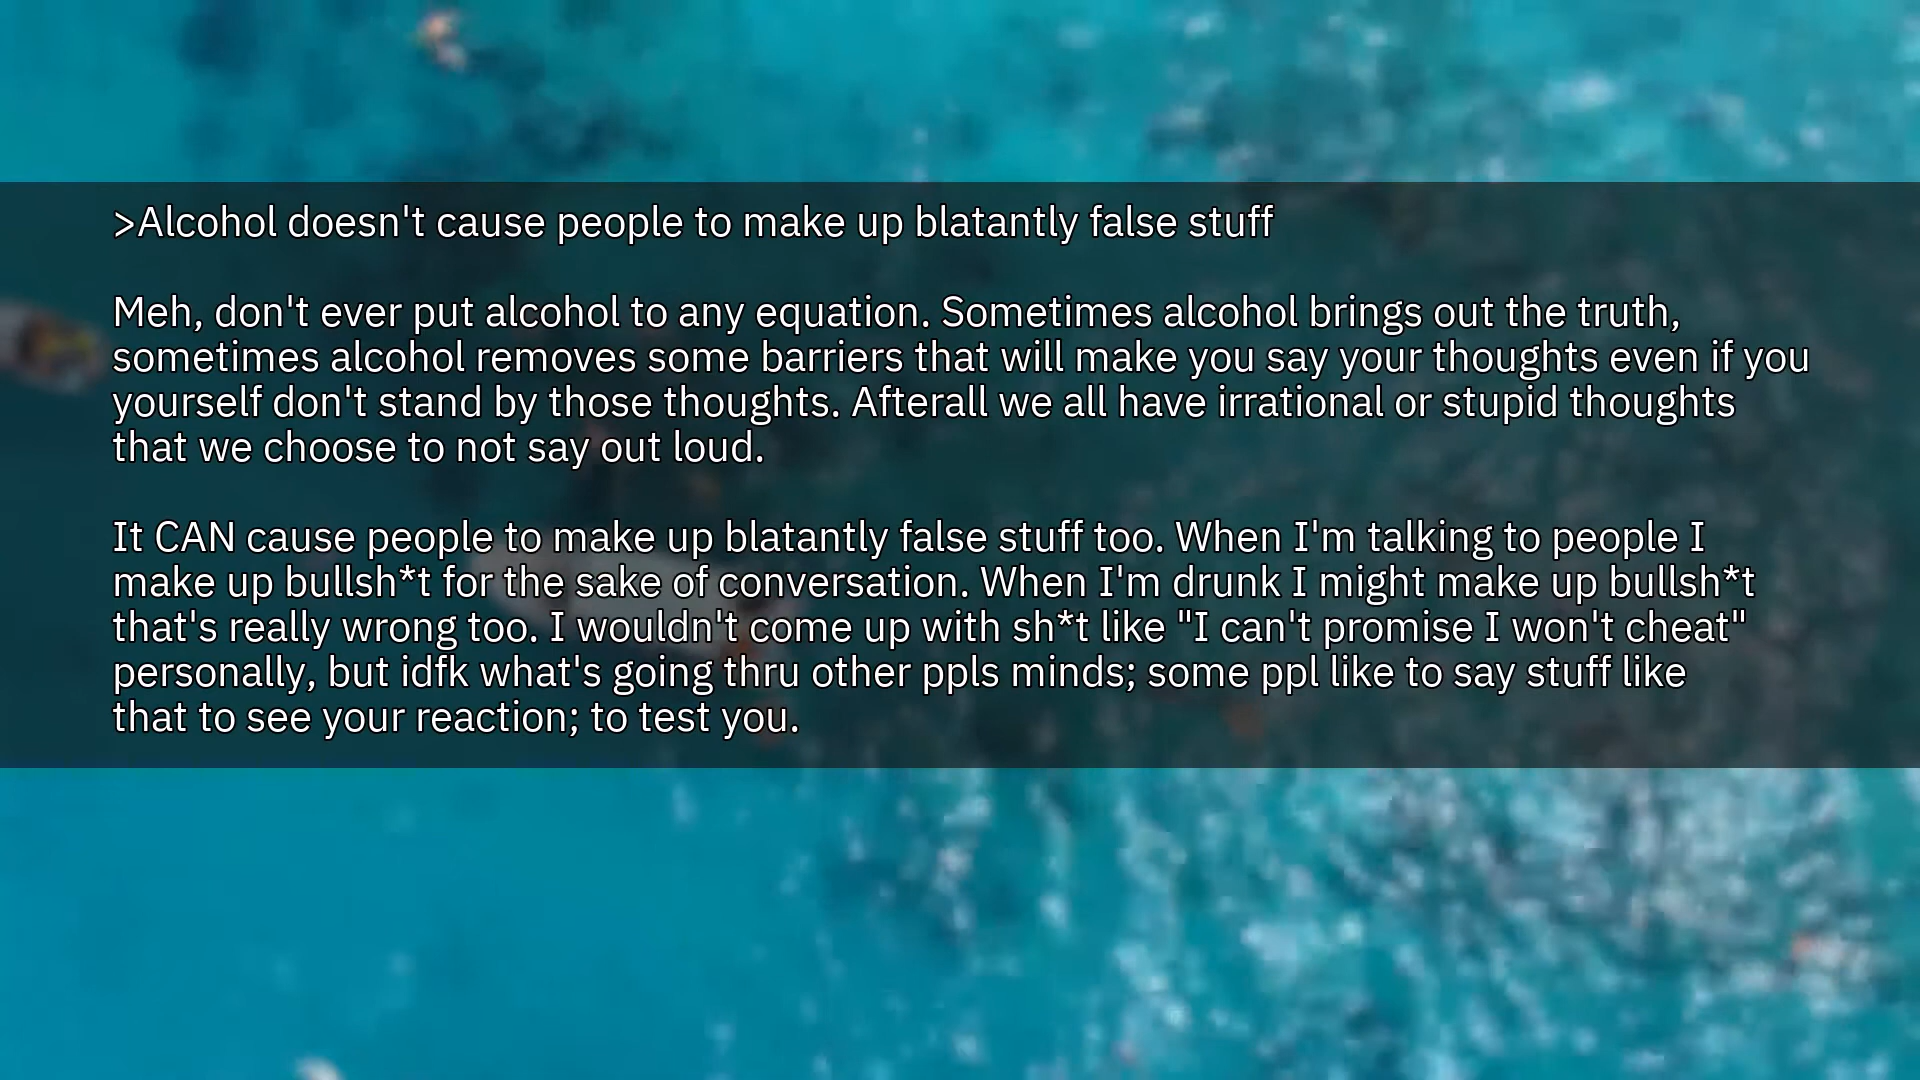 >Alcohol doesn't cause people to make up blatantly false stuff
Meh, don't ever put alcohol to any equation. Sometimes alcohol brings out the truth,
sometimes alcohol removes some barriers that will make you say your thoughts even if you
yourself don't stand by those thoughts. Afterall we all have irrational or stupid thoughts
that we choose to not say out loud.
It CAN cause people to make up blatantly false stuff too. When I'm talking to people I
make up bullsh*t for the sake of conversation. When I'm drunk I might make up bullsh*t
that's really wrong too. I wouldn't come up with sh*t like "I can't promise I won't cheat"
personally, but idfk what's going thru other ppls minds; some ppl like to say stuff like
that to see your reaction; to test you.